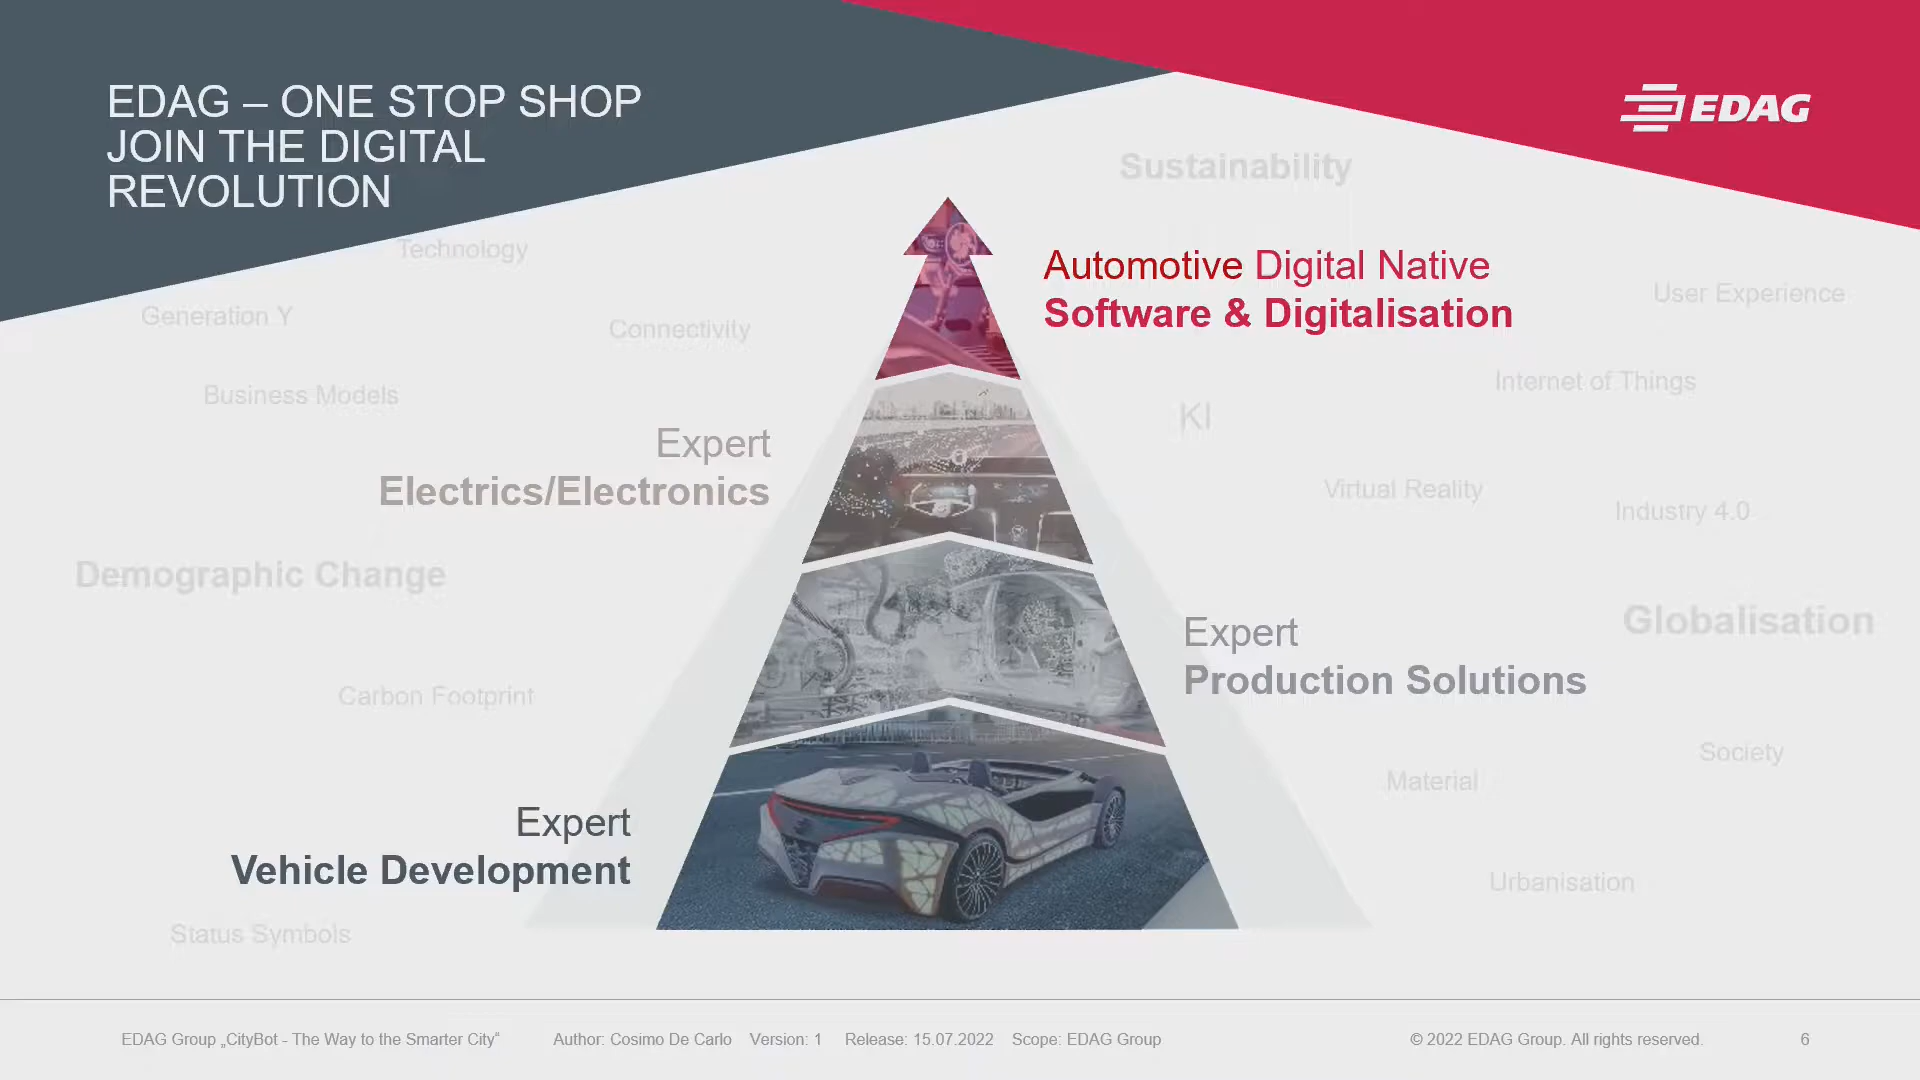 EDAG – ONE STOP SHOP
JOIN THE DIGITAL
REVOLUTION
EDAG
Sustainability
Technology
Automotive Digital Native
Software & Digitalisation
User Experience
Generation Y
Connectivity
Business Models
Internet of Things
KI
Expert
Electrics/Electronics
Virtual Reality
Industry 4.0
Demographic Change
Globalisation
Expert
Production Solutions
Carbon Footprint
Society
Material
Expert
Vehicle Development
Urbanisation
Status Symbols
EDAG Group „CityBot - The Way to the Smarter City“ Author: Cosimo De Carlo Version: 1 Release: 15.07.2022 Scope: EDAG Group © 2022 EDAG Group. All rights reserved. 6